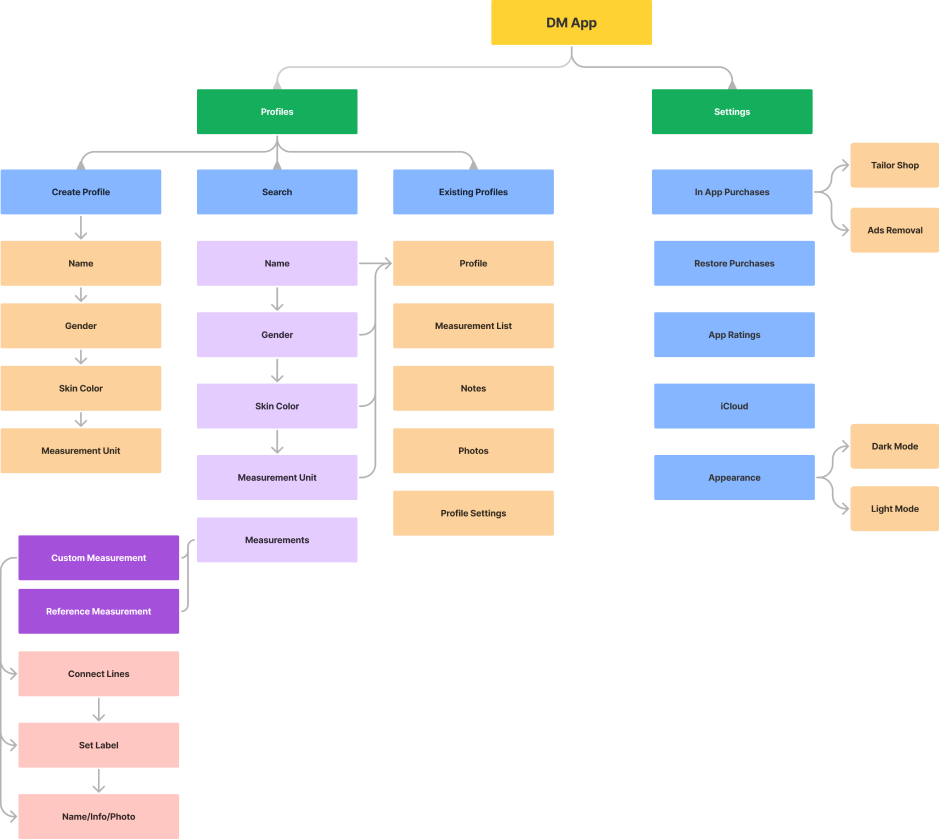 DM App
Profiles
Settings
Create Profile
Search
Existing Profiles
In App Purchases
Tailor Shop
Ads Removal
Name
Name
Profile
Restore Purchases
Gender
Gender
Measurement List
App Ratings
Skin Color
Skin Color
Notes
iCloud
Measurement Unit
Measurement Unit
Photos
Appearance
Dark Mode
Light Mode
Profile Settings
Measurements
Custom Measurement
Reference Measurement
Connect Lines
Set Label
Name/Info/Photo